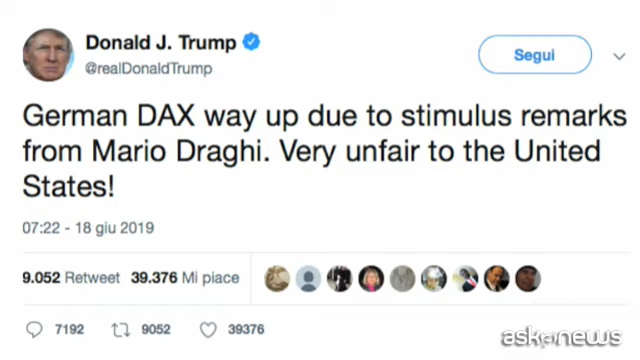 Donald J. Trump
@realDonaldTrump
Segui
German DAX way up due to stimulus remarks
from Mario Draghi. Very unfair to the United
States!
07:22 - 18 giu 2019
9.052 Retweet 39.376 Mi piace
7192 9052 39376
askanews